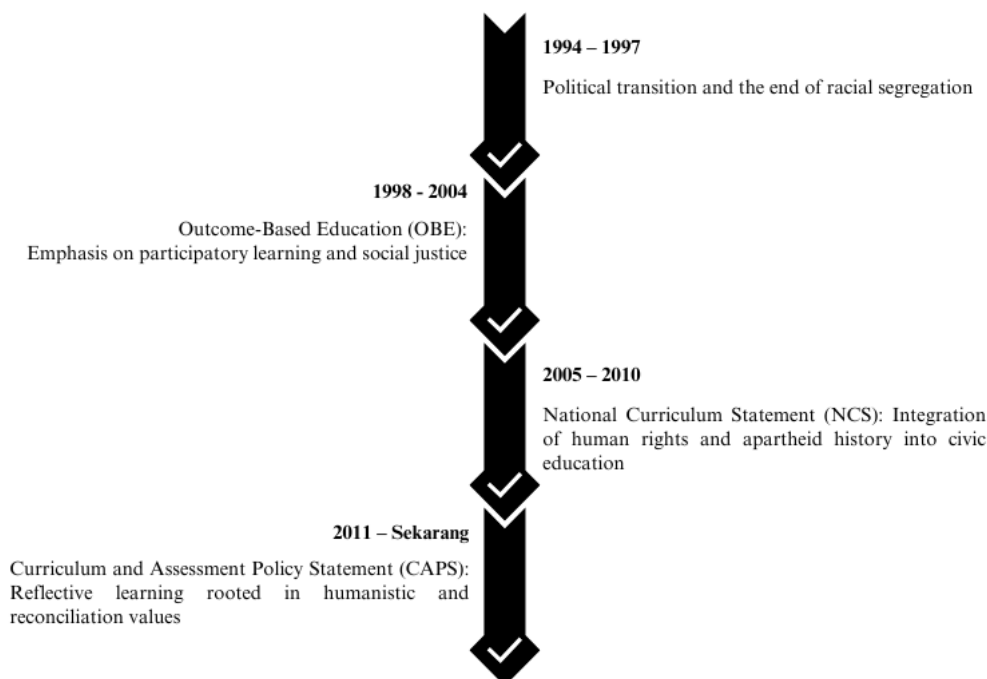 1994 – 1997
Political transition and the end of racial segregation
1998 - 2004
Outcome-Based Education (OBE):
Emphasis on participatory learning and social justice
2005 – 2010
National Curriculum Statement (NCS): Integration
of human rights and apartheid history into civic
education
2011 – Sekarang
Curriculum and Assessment Policy Statement (CAPS):
Reflective learning rooted in humanistic and
reconciliation values